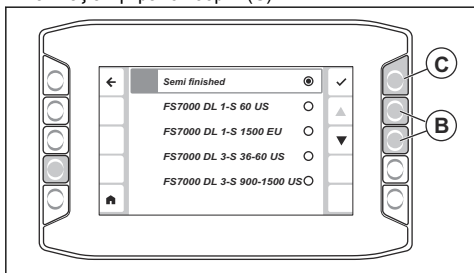 Semi finished
FS7000 DL 1-S 60 US
FS7000 DL 1-S 1500 EU
FS7000 DL 3-S 36-60 US
FS7000 DL 3-S 900-1500 US
C
B